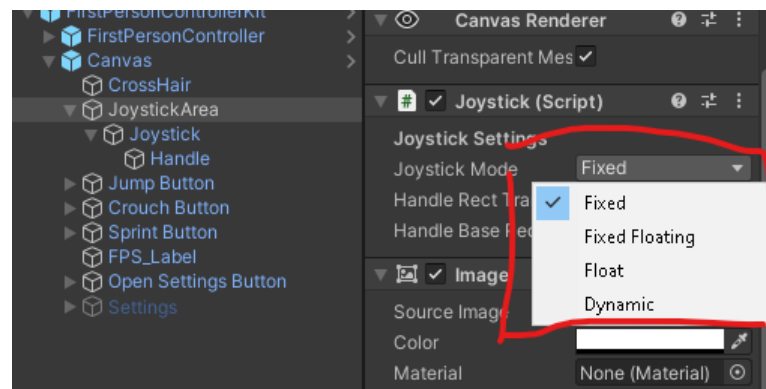 FirstPersonControllerKit
FirstPersonController
Canvas
CrossHair
JoystickArea
Joystick
Handle
Jump Button
Crouch Button
Sprint Button
FPS_Label
Open Settings Button
Settings
Canvas Renderer
Cull Transparent Mes
Joystick (Script)
Joystick Settings
Joystick Mode Fixed
Handle Rect Tra
Handle Base Rec
Fixed
Fixed Floating
Float
Dynamic
Image
Source Image
Color
Material None (Material)